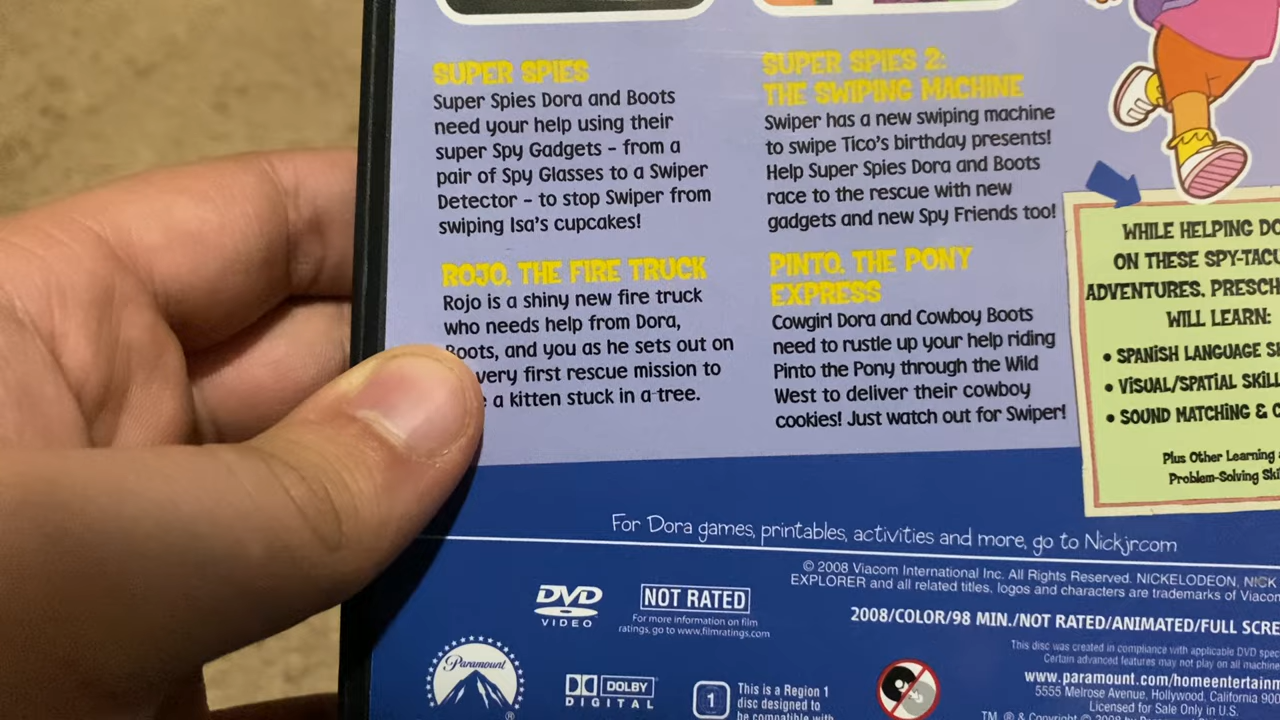 SUPER SPIES
Super Spies Dora and Boots
need your help using their
super Spy Gadgets – from a
pair of Spy Glasses to a Swiper
Detector – to stop Swiper from
swiping Isa's cupcakes!
SUPER SPIES 2:
THE SWIPING MACHINE
Swiper has a new swiping machine
to swipe Tico's birthday presents!
Help Super Spies Dora and Boots
race to the rescue with new
gadgets and new Spy Friends too!
ROJO, THE FIRE TRUCK
Rojo is a shiny new fire truck
who needs help from Dora,
Boots, and you as he sets out on
very first rescue mission to
a kitten stuck in a tree.
PINTO, THE PONY
EXPRESS
Cowgirl Dora and Cowboy Boots
need to rustle up your help riding
Pinto the Pony through the Wild
West to deliver their cowboy
cookies! Just watch out for Swiper!
WHILE HELPING
ON THESE
ADVENTURES,
WILL LEARN:
• SPANISH LANGUAGE
• VISUAL/SPATIAL
• SOUND MATCHING &
Plus Other Learning
Problem-Solving
For Dora games, printables, activities and more, go to Nickjr.com
© 2008 Viacom International Inc. All Rights Reserved. NICKELODEON, NICK
EXPLORER and all related titles, logos and characters are trademarks of
2008/COLOR/98 MIN./NOT RATED/ANIMATED/FULL
This disc was created in compliance with applicable DVD
Certain advanced features may not play on all
www.paramount.com/
5555 Melrose Avenue, Hollywood, California
Licensed for Sale Only in U.S.
TM, ® & Copyright © 2008 by
DVD
VIDEO
NOT RATED
For more information on film
ratings, go to www.filmratings.com
Paramount
®
DOLBY
DIGITAL
1
This is a Region 1
disc designed to
be compatible with